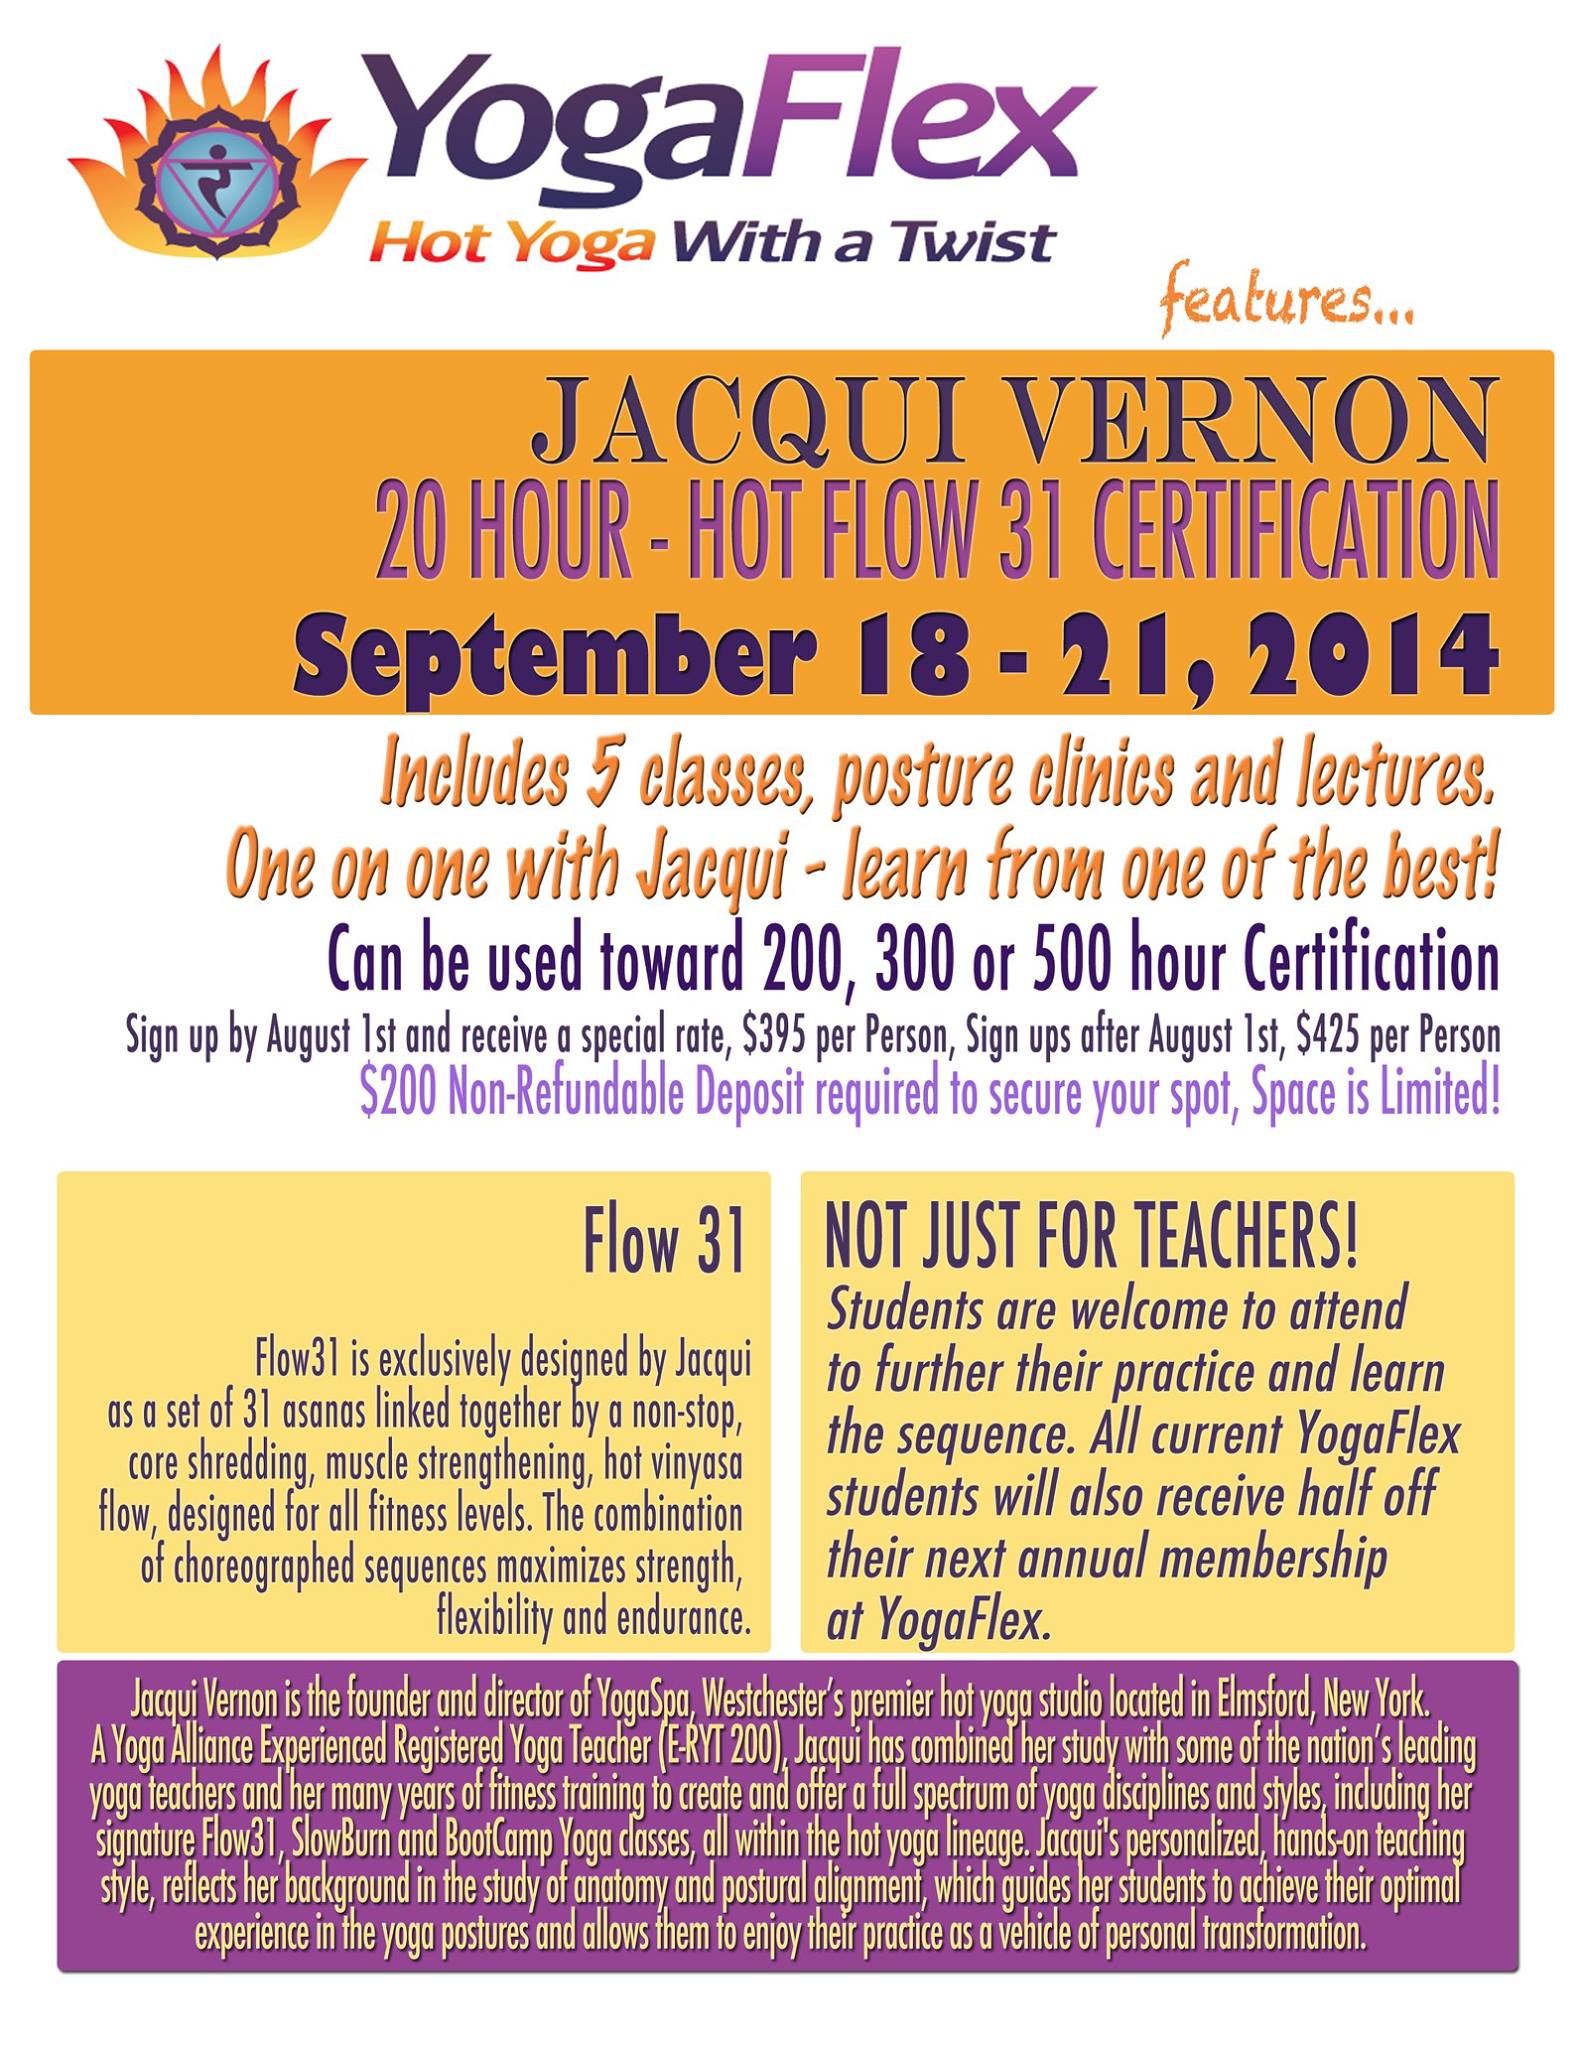 YogaFlex
Hot Yoga With a Twist
features...
JACQUI VERNON
20 HOUR - HOT FLOW 31 CERTIFICATION
September 18 - 21, 2014
Includes 5 classes, posture clinics and lectures.
One on one with Jacqui - learn from one of the best!
Can be used toward 200, 300 or 500 hour Certification
Sign up by August 1st and receive a special rate, $395 per Person, Sign ups after August 1st, $425 per Person
$200 Non-Refundable Deposit required to secure your spot, Space is Limited!
Flow 31
Flow31 is exclusively designed by Jacqui
as a set of 31 asanas linked together by a non-stop,
core shredding, muscle strengthening, hot vinyasa
flow, designed for all fitness levels. The combination
of choreographed sequences maximizes strength,
flexibility and endurance.
NOT JUST FOR TEACHERS!
Students are welcome to attend
to further their practice and learn
the sequence. All current YogaFlex
students will also receive half off
their next annual membership
at YogaFlex.
Jacqui Vernon is the founder and director of YogaSpa, Westchester's premier hot yoga studio located in Elmsford, New York.
A Yoga Alliance Experienced Registered Yoga Teacher (E-RYT 200), Jacqui has combined her study with some of the nation's leading
yoga teachers and her many years of fitness training to create and offer a full spectrum of yoga disciplines and styles, including her
signature Flow31, SlowBurn and BootCamp Yoga classes, all within the hot yoga lineage. Jacqui's personalized, hands-on teaching
style, reflects her background in the study of anatomy and postural alignment, which guides her students to achieve their optimal
experience in the yoga postures and allows them to enjoy their practice as a vehicle of personal transformation.